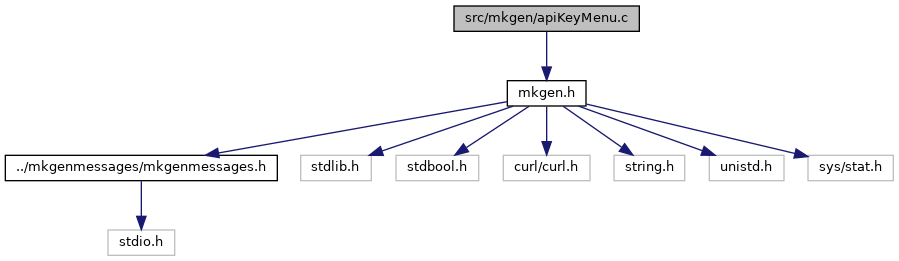 src/mkgen/apiKeyMenu.c
mkgen.h
../mkgenmessages/mkgenmessages.h
stdlib.h
stdbool.h
curl/curl.h
string.h
unistd.h
sys/stat.h
stdio.h